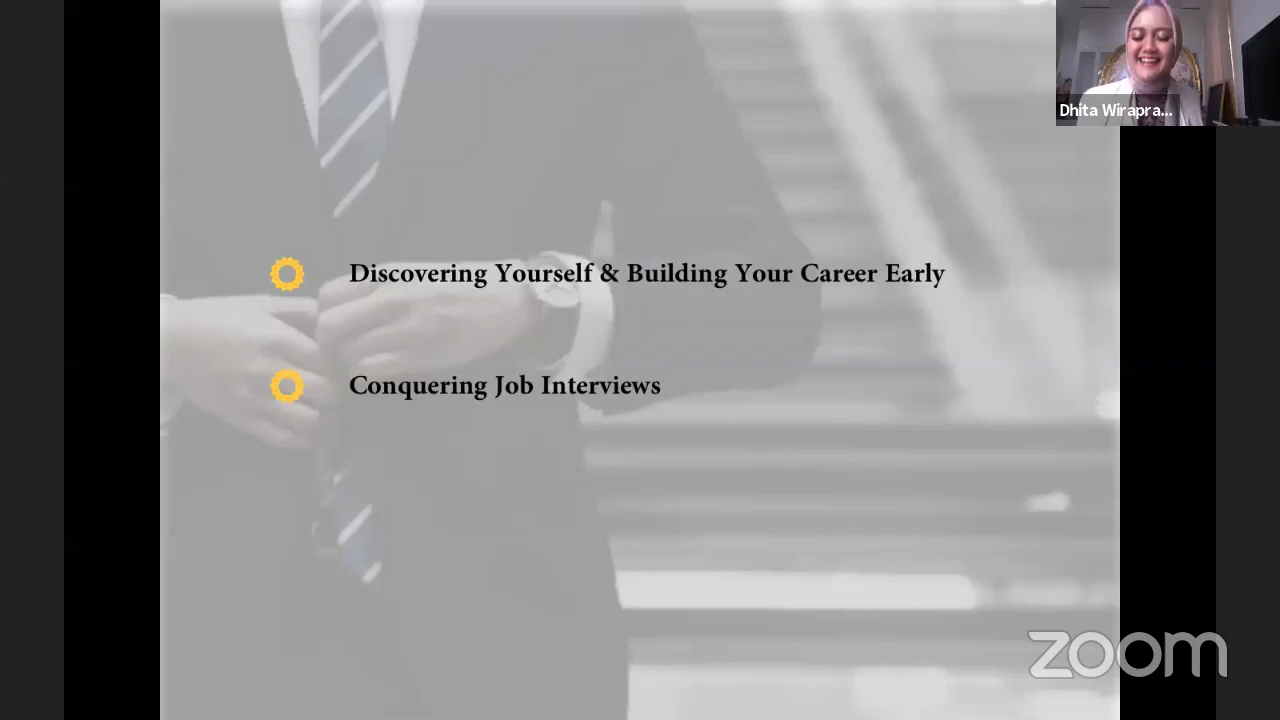 Dhita Wirapra...
Discovering Yourself & Building Your Career Early
Conquering Job Interviews
zoom